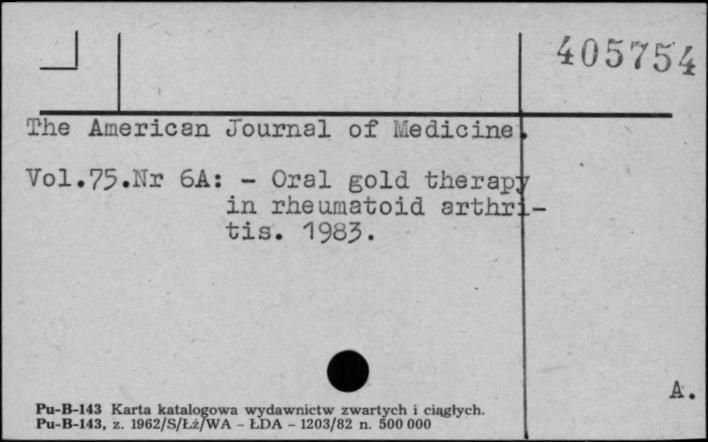 405754
The American Journal of Medicine.
Vol.75.Nr 6A: - Oral gold therapy
in rheumatoid arthri-
tis. 1983.
A.
Pu-B-143 Karta katalogowa wydawnictw zwartych i ciągłych.
Pu-B-143, z. 1962/S/Łż/WA - ŁDA - 1203/82 n. 500 000